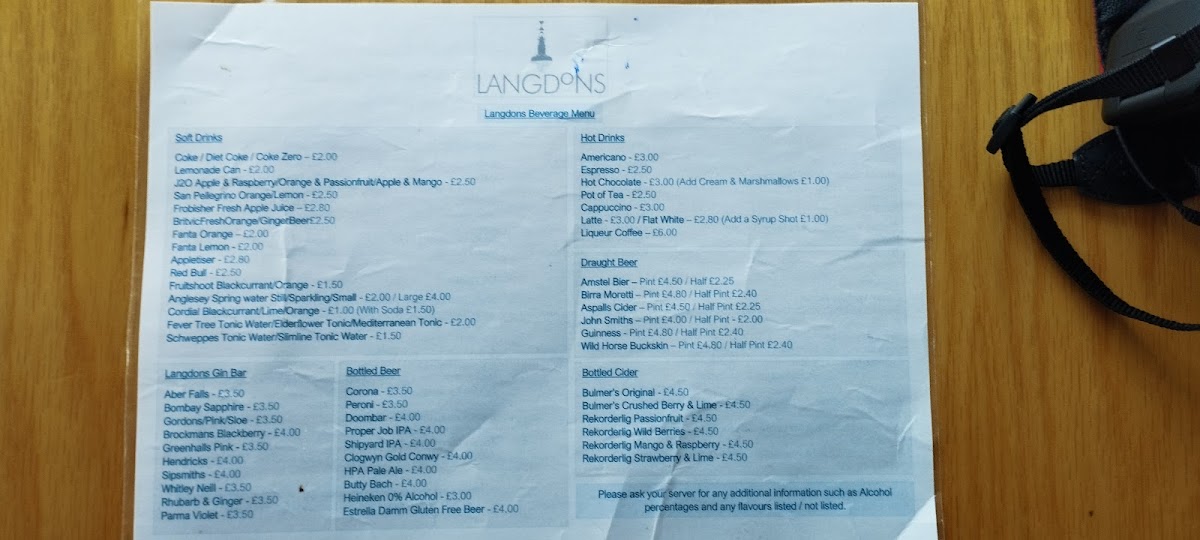 LANGDONS
Langdons Beverage Menu
Soft Drinks
Coke / Diet Coke / Coke Zero – £2.00
Lemonade Can - £2.00
J2O Apple & Raspberry/Orange & Passionfruit/Apple & Mango - £2.50
San Pellegrino Orange/Lemon - £2.50
Frobisher Fresh Apple Juice – £2.80
BritvicFreshOrange/GingerBeer£2.50
Fanta Orange – £2.00
Fanta Lemon - £2.00
Appletiser - £2.80
Red Bull - £2.50
Fruitshoot Blackcurrant/Orange - £1.50
Anglesey Spring water Still/Sparkling/Small - £2.00 / Large £4.00
Cordial Blackcurrant/Lime/Orange - £1.00 (With Soda £1.50)
Fever Tree Tonic Water/Elderflower Tonic/Mediterranean Tonic - £2.00
Schweppes Tonic Water/Slimline Tonic Water - £1.50
Hot Drinks
Americano - £3.00
Espresso - £2.50
Hot Chocolate - £3.00 (Add Cream & Marshmallows £1.00)
Pot of Tea - £2.50
Cappuccino - £3.00
Latte - £3.00 / Flat White – £2.80 (Add a Syrup Shot £1.00)
Liqueur Coffee – £6.00
Draught Beer
Amstel Bier – Pint £4.50 / Half £2.25
Birra Moretti – Pint £4.80 / Half Pint £2.40
Aspalls Cider – Pint £4.50 / Half Pint £2.25
John Smiths – Pint £4.00 / Half Pint - £2.00
Guinness - Pint £4.80 / Half Pint £2.40
Wild Horse Buckskin – Pint £4.80 / Half Pint £2.40
Langdons Gin Bar
Aber Falls - £3.50
Bombay Sapphire - £3.50
Gordons/Pink/Sloe - £3.50
Brockmans Blackberry - £4.00
Greenhalls Pink - £3.50
Hendricks - £4.00
Sipsmiths - £4.00
Whitley Neill - £3.50
Rhubarb & Ginger - £3.50
Parma Violet - £3.50
Bottled Beer
Corona - £3.50
Peroni - £3.50
Doombar - £4.00
Proper Job IPA - £4.00
Shipyard IPA - £4.00
Clogwyn Gold Conwy - £4.00
HPA Pale Ale - £4.00
Butty Bach - £4.00
Heineken 0% Alcohol - £3.00
Estrella Damm Gluten Free Beer - £4.00
Bottled Cider
Bulmer's Original - £4.50
Bulmer's Crushed Berry & Lime - £4.50
Rekorderlig Passionfruit - £4.50
Rekorderlig Wild Berries - £4.50
Rekorderlig Mango & Raspberry - £4.50
Rekorderlig Strawberry & Lime - £4.50
Please ask your server for any additional information such as Alcohol
percentages and any flavours listed / not listed.